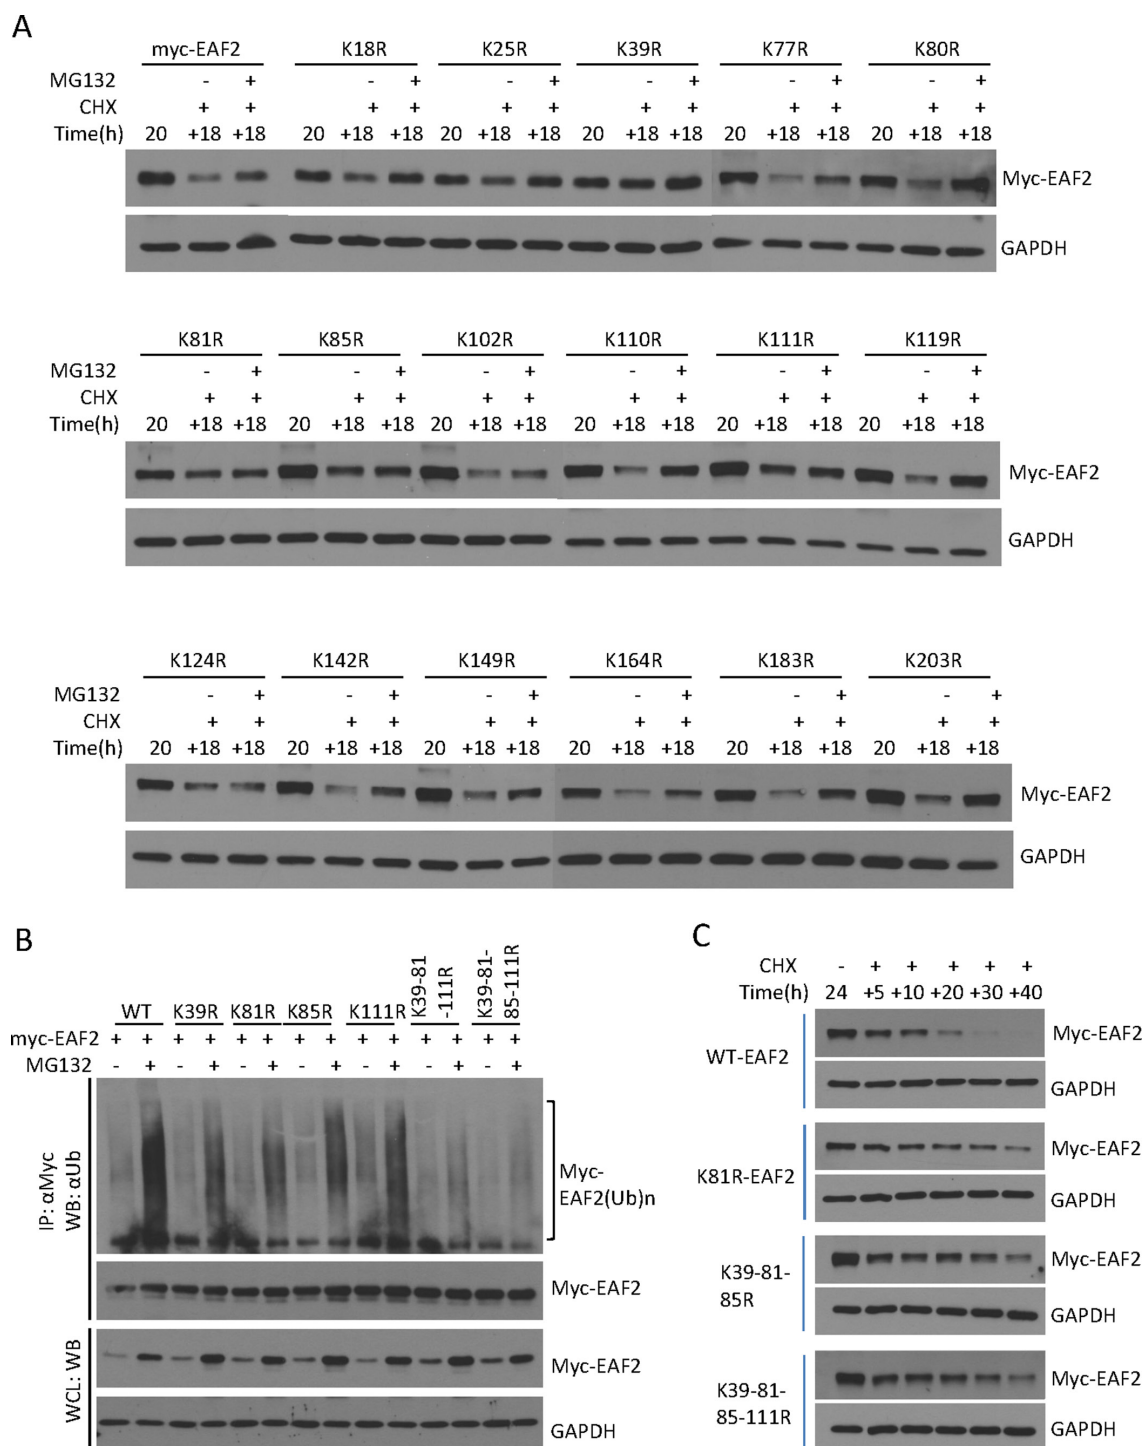 A
myc-EAF2 K18R K25R K39R K77R K80R
MG132 - + - + - + - + - + - +
CHX + + + + + + + + + + + +
Time(h) 20 +18 +18 20 +18 +18 20 +18 +18 20 +18 +18 20 +18 +18 20 +18 +18
Myc-EAF2
GAPDH
K81R K85R K102R K110R K111R K119R
MG132 - + - + - + - + - + - +
CHX + + + + + + + + + + + +
Time(h) 20 +18 +18 20 +18 +18 20 +18 +18 20 +18 +18 20 +18 +18 20 +18 +18
Myc-EAF2
GAPDH
K124R K142R K149R K164R K183R K203R
MG132 - + - + - + - + - + - +
CHX + + + + + + + + + + + +
Time(h) 20 +18 +18 20 +18 +18 20 +18 +18 20 +18 +18 20 +18 +18 20 +18 +18
Myc-EAF2
GAPDH
B
WT K39R K81R K85R K111R
K39-81
-111R
K39-81-
85-111R
myc-EAF2 + + + + + + + + + + + + + +
MG132 - + - + - + - + - + - + - +
IP: αMyc
WB: αUb
Myc-
EAF2(Ub)n
Myc-EAF2
WCL: WB
Myc-EAF2
GAPDH
C
CHX - + + + + +
Time(h) 24 +5 +10 +20 +30 +40
WT-EAF2
Myc-EAF2
GAPDH
K81R-EAF2
Myc-EAF2
GAPDH
K39-81-
85R
Myc-EAF2
GAPDH
K39-81-
85-111R
Myc-EAF2
GAPDH